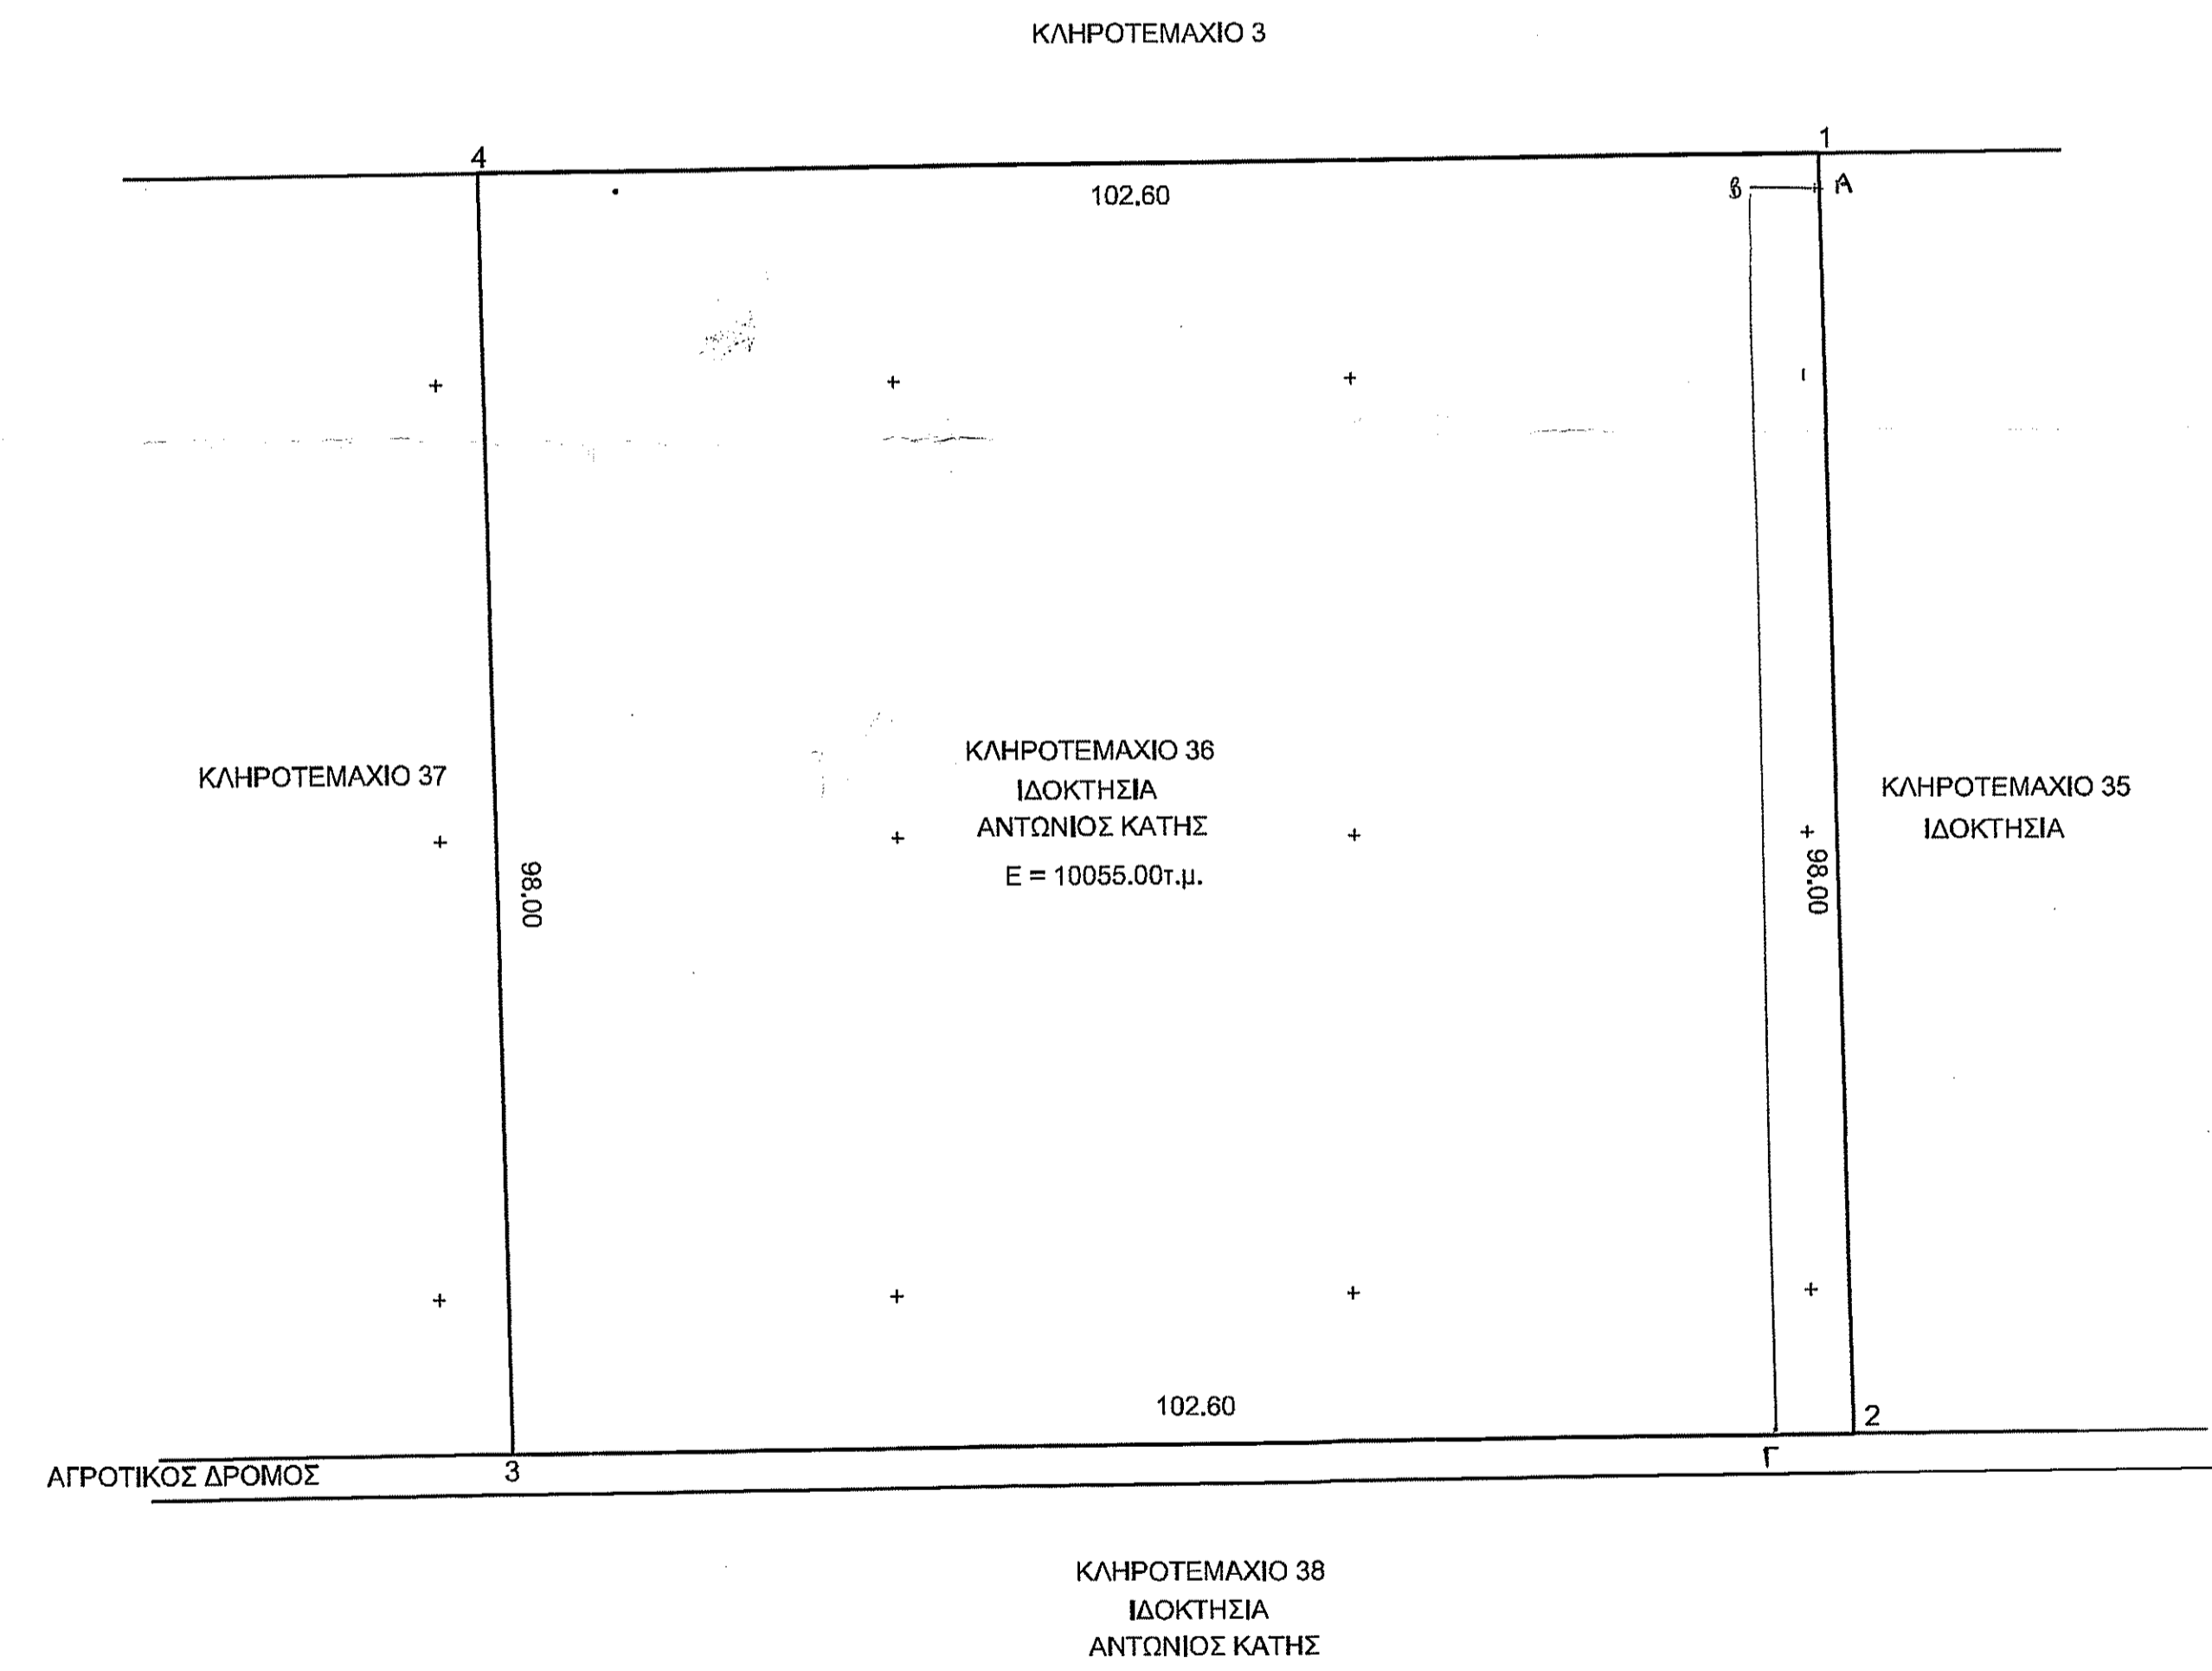 ΚΛΗΡΟΤΕΜΑΧΙΟ 3
4
1
102.60
Β
Α
ΚΛΗΡΟΤΕΜΑΧΙΟ 37
ΚΛΗΡΟΤΕΜΑΧΙΟ 36
ΙΔΟΚΤΗΣΙΑ
ΑΝΤΩΝΙΟΣ ΚΑΤΗΣ
Ε = 10055.00τ.μ.
ΚΛΗΡΟΤΕΜΑΧΙΟ 35
ΙΔΟΚΤΗΣΙΑ
98.00
98.00
102.60
2
Γ
3
ΑΓΡΟΤΙΚΟΣ ΔΡΟΜΟΣ
ΚΛΗΡΟΤΕΜΑΧΙΟ 38
ΙΔΟΚΤΗΣΙΑ
ΑΝΤΩΝΙΟΣ ΚΑΤΗΣ